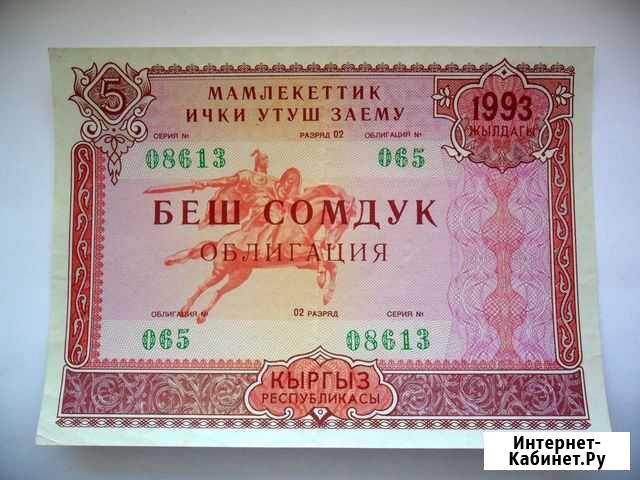 5
МАМЛЕКЕТТИК
ИЧКИ УТУШ ЗАЕМУ
1993
ЖЫЛДАГЫ
СЕРИЯ № РАЗРЯД 02 ОБЛИГАЦИЯ №
08613 065
БЕШ СОМДУК
ОБЛИГАЦИЯ
ОБЛИГАЦИЯ № 02 РАЗРЯД СЕРИЯ №
065 08613
КЫРГЫЗ
РЕСПУБЛИКАСЫ
9
Интернет-
Кабинет.Ру